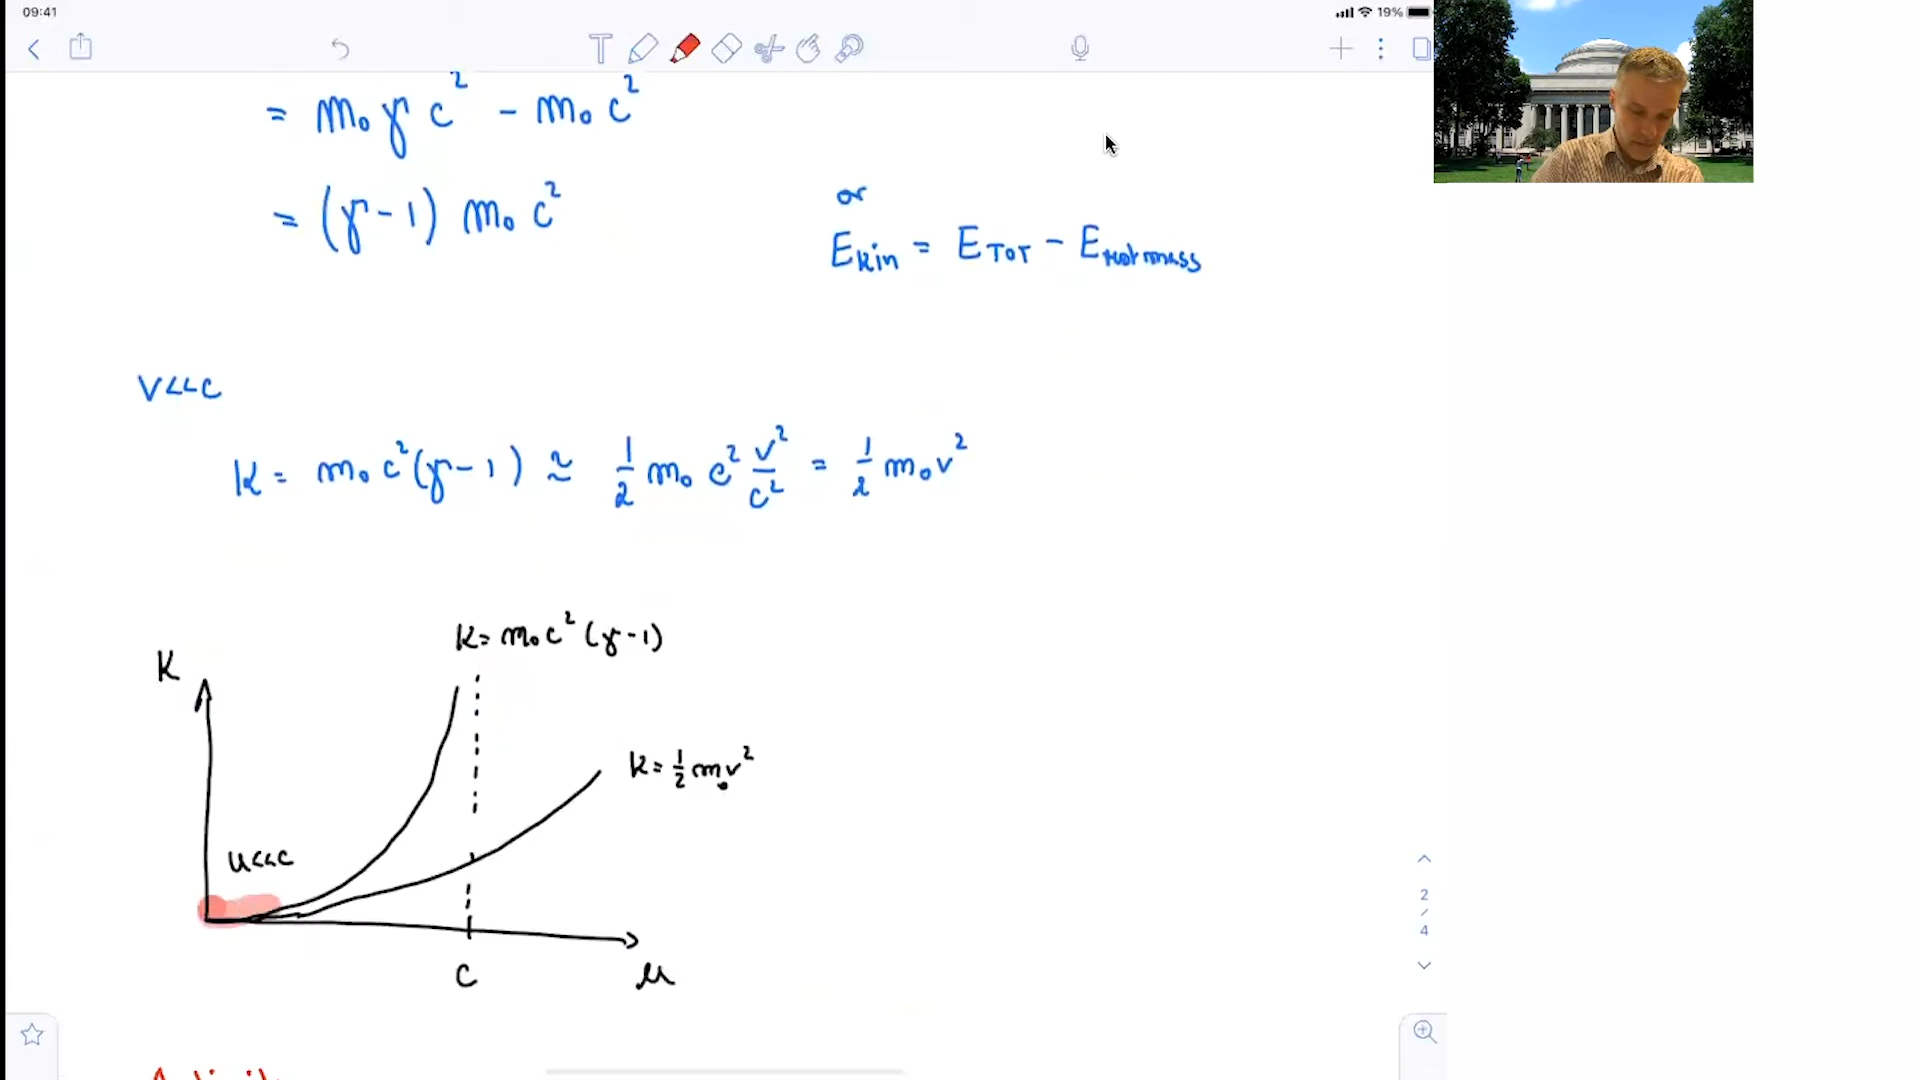 09:41
19%
= m₀ γ c² - m₀ c²
= (γ-1) m₀ c²
or
E_kin = E_TOT - E_rest mass
v<<c
K = m₀ c² (γ-1) ≈ 1/2 m₀ c² v²/c² = 1/2 m₀ v²
K = m₀ c² (γ-1)
K
K = 1/2 m₀ v²
u<<c
c
u
2
/
4